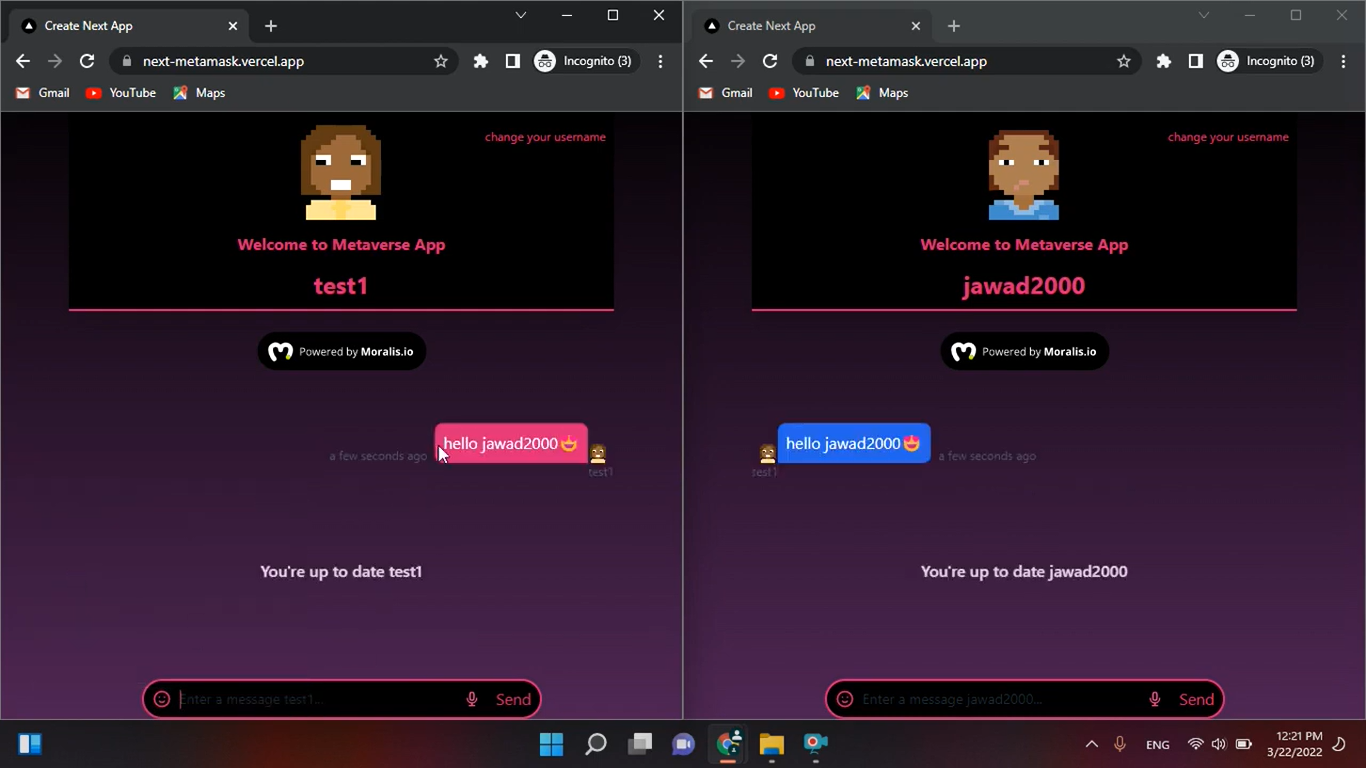 Create Next App
next-metamask.vercel.app
Incognito (3)
Gmail
YouTube
Maps
change your username
Welcome to Metaverse App
test1
Powered by Moralis.io
a few seconds ago
hello jawad2000
test1
You're up to date test1
Enter a message test1...
Send
Create Next App
next-metamask.vercel.app
Incognito (3)
Gmail
YouTube
Maps
change your username
Welcome to Metaverse App
jawad2000
Powered by Moralis.io
test1
hello jawad2000
a few seconds ago
You're up to date jawad2000
Enter a message jawad2000...
Send
ENG
12:21 PM
3/22/2022